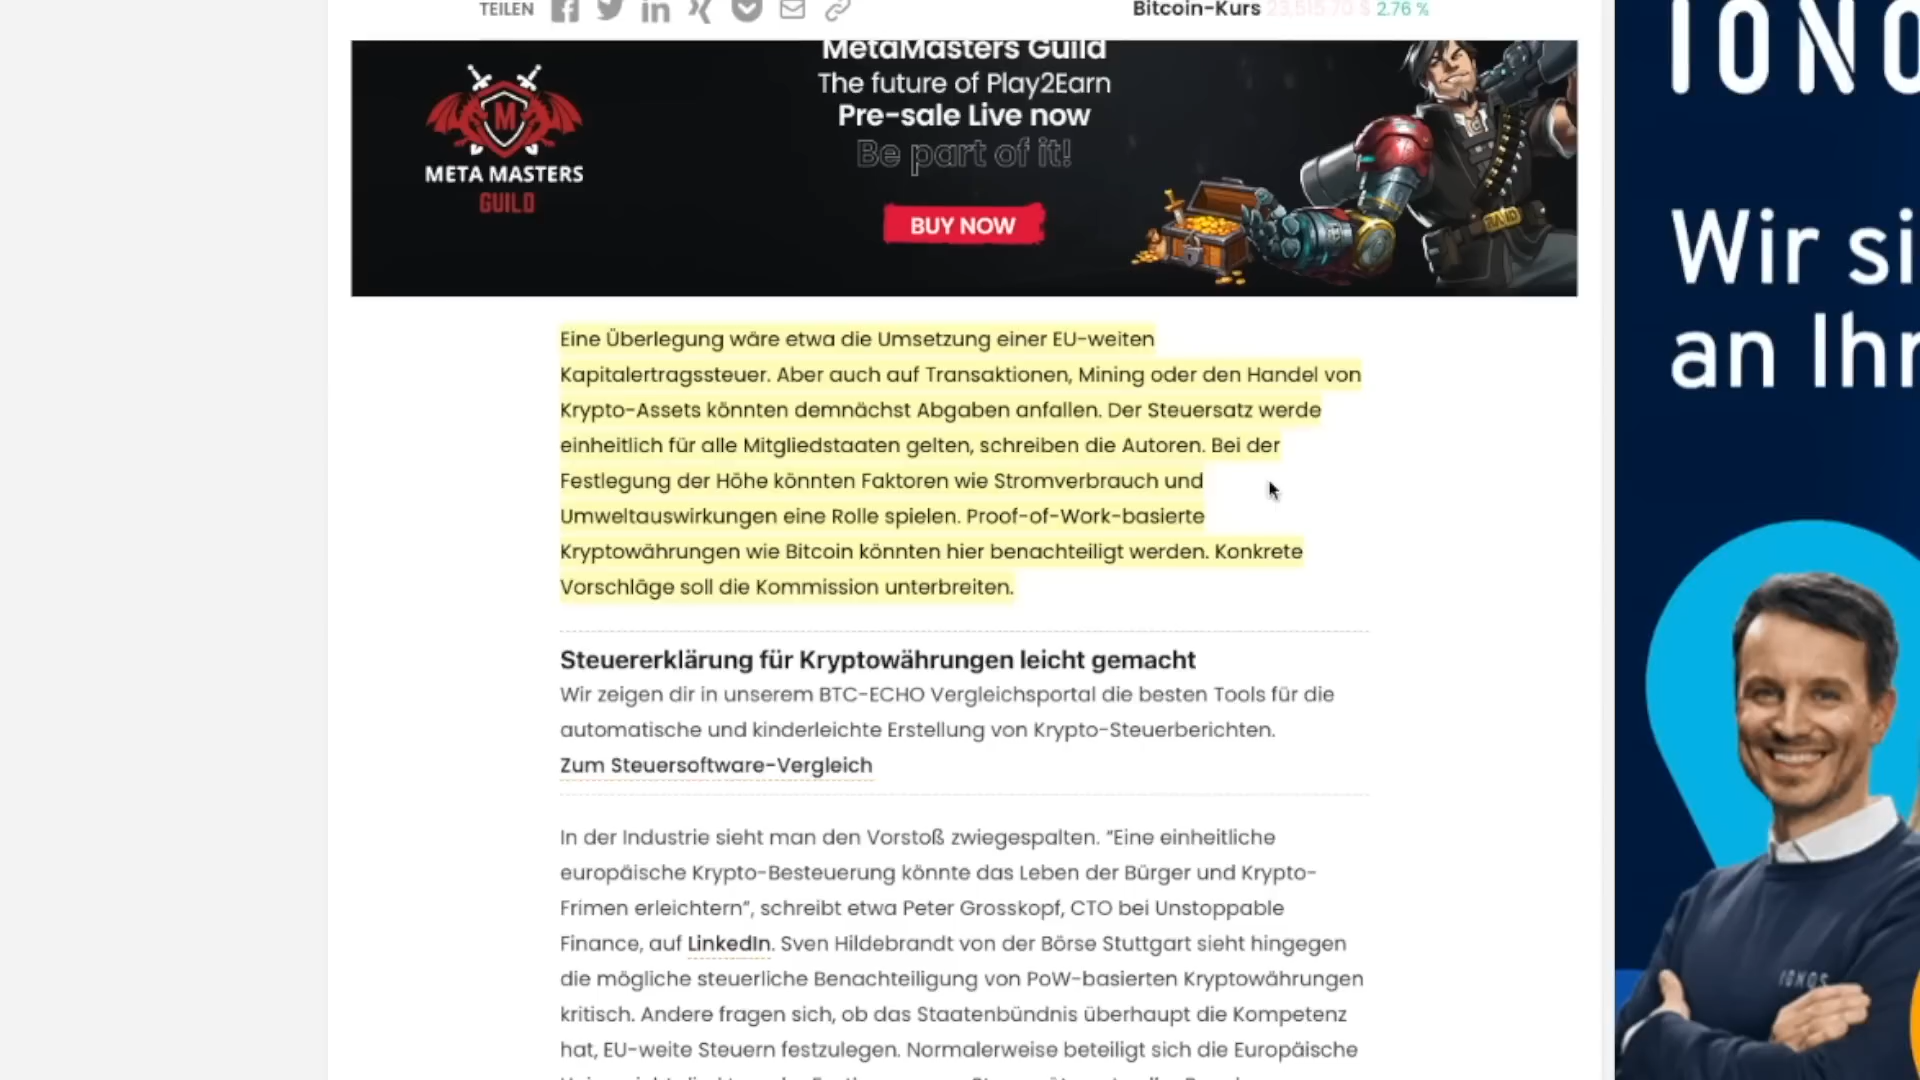 TEILEN
Bitcoin-Kurs 23,515.70 $ 2.76 %
MetaMasters Guild
The future of Play2Earn
Pre-sale Live now
Be part of it!
BUY NOW
M
META MASTERS
GUILD
Eine Überlegung wäre etwa die Umsetzung einer EU-weiten
Kapitalertragssteuer. Aber auch auf Transaktionen, Mining oder den Handel von
Krypto-Assets könnten demnächst Abgaben anfallen. Der Steuersatz werde
einheitlich für alle Mitgliedstaaten gelten, schreiben die Autoren. Bei der
Festlegung der Höhe könnten Faktoren wie Stromverbrauch und
Umweltauswirkungen eine Rolle spielen. Proof-of-Work-basierte
Kryptowährungen wie Bitcoin könnten hier benachteiligt werden. Konkrete
Vorschläge soll die Kommission unterbreiten.
Steuererklärung für Kryptowährungen leicht gemacht
Wir zeigen dir in unserem BTC-ECHO Vergleichsportal die besten Tools für die
automatische und kinderleichte Erstellung von Krypto-Steuerberichten.
Zum Steuersoftware-Vergleich
In der Industrie sieht man den Vorstoß zwiegespalten. “Eine einheitliche
europäische Krypto-Besteuerung könnte das Leben der Bürger und Krypto-
Frimen erleichtern”, schreibt etwa Peter Grosskopf, CTO bei Unstoppable
Finance, auf LinkedIn. Sven Hildebrandt von der Börse Stuttgart sieht hingegen
die mögliche steuerliche Benachteiligung von PoW-basierten Kryptowährungen
kritisch. Andere fragen sich, ob das Staatenbündnis überhaupt die Kompetenz
hat, EU-weite Steuern festzulegen. Normalerweise beteiligt sich die Europäische
IONO
Wir si
an Ihr
IONOS